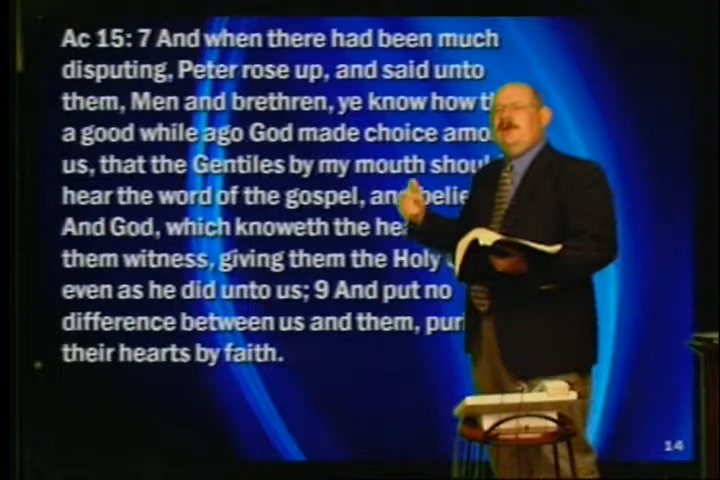 Ac 15: 7 And when there had been much
disputing, Peter rose up, and said unto
them, Men and brethren, ye know how
a good while ago God made choice
us, that the Gentiles by my mouth
hear the word of the gospel,
And God, which knoweth the
them witness, giving them the Holy
even as he did unto us; 9 And put no
difference between us and them,
their hearts by faith.
14